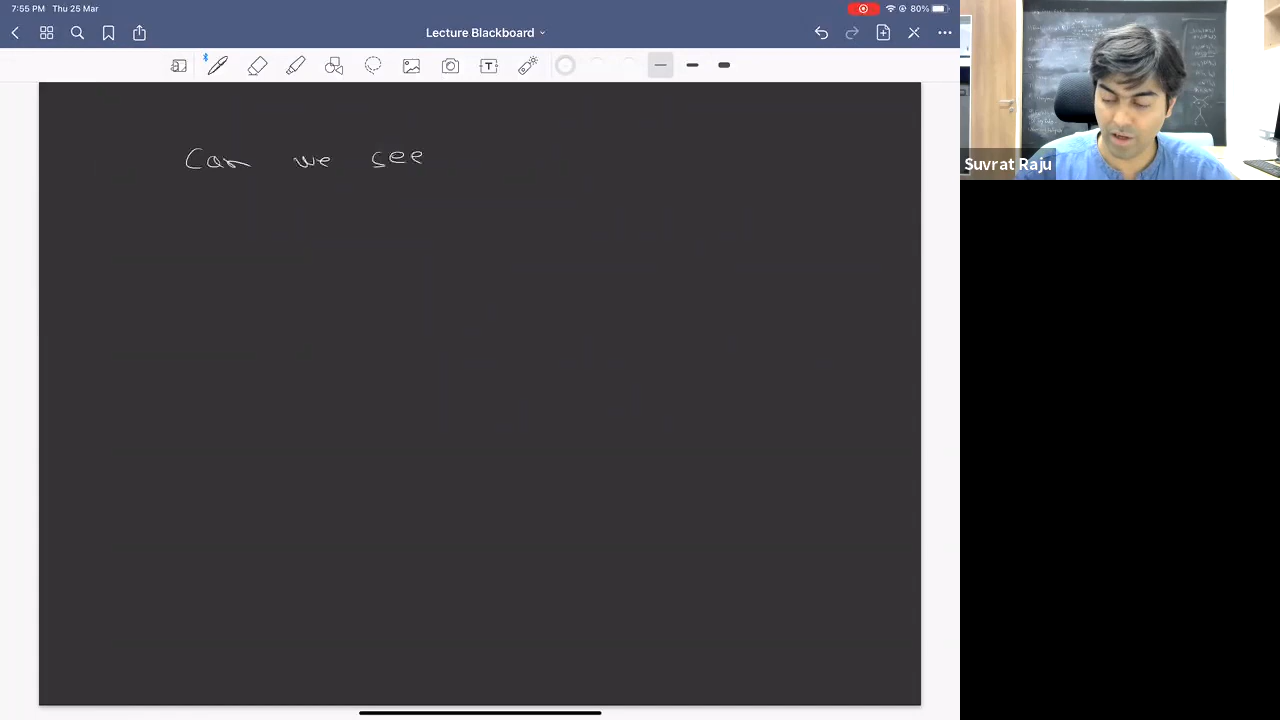 7:55 PM Thu 25 Mar
80%
Lecture Blackboard
Can we see
Suvrat Raju